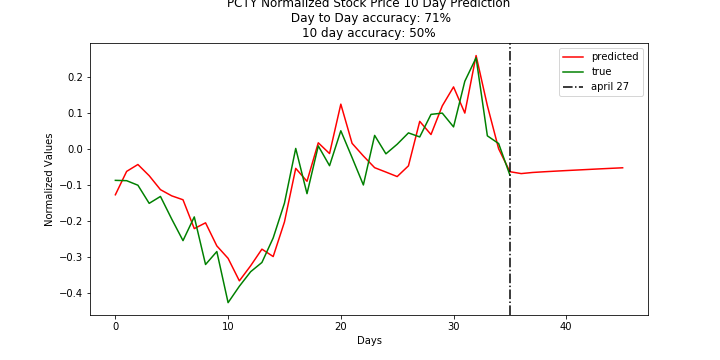 PCTY Normalized Stock Price 10 Day Prediction
Day to Day accuracy: 71%
10 day accuracy: 50%
predicted
true
april 27
Normalized Values
0.2
0.1
0.0
−0.1
−0.2
−0.3
−0.4
0
10
20
30
40
Days